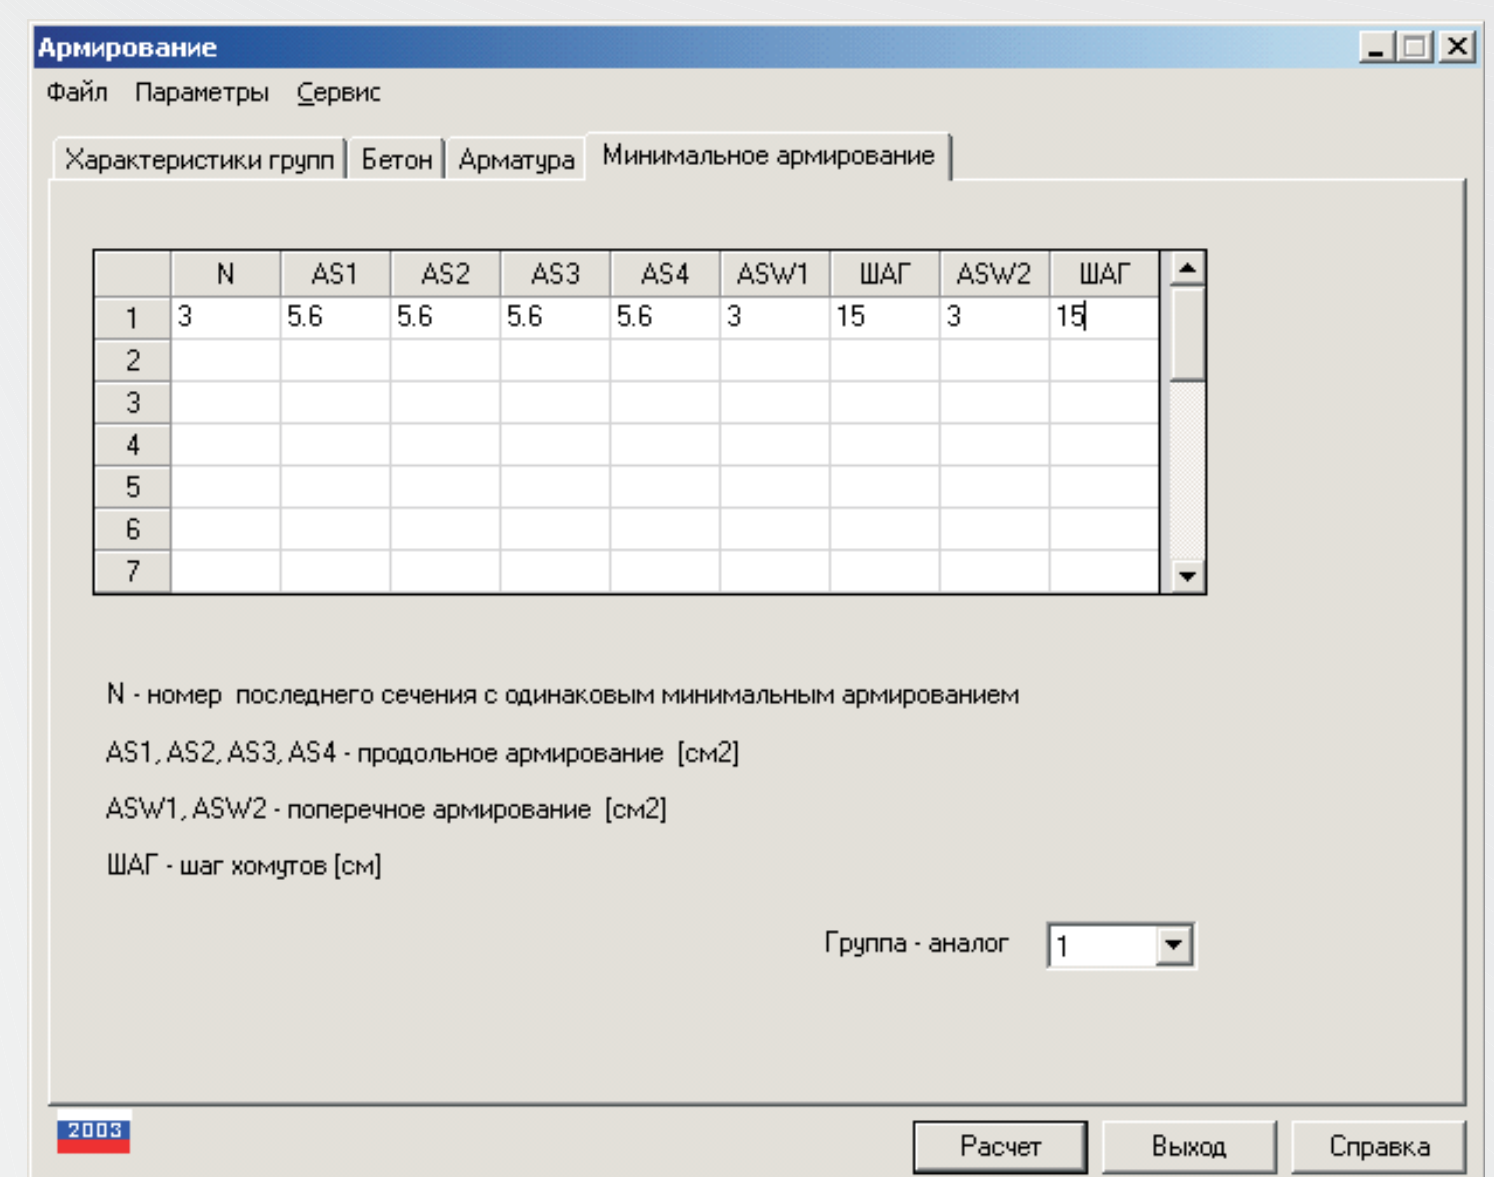 Армирование
Файл Параметры Сервис
Характеристики групп Бетон Арматура Минимальное армирование
N AS1 AS2 AS3 AS4 ASW1 ШАГ ASW2 ШАГ
1 3 5.6 5.6 5.6 5.6 3 15 3 15
2
3
4
5
6
7
N - номер последнего сечения с одинаковым минимальным армированием
AS1, AS2, AS3, AS4 - продольное армирование [см2]
ASW1, ASW2 - поперечное армирование [см2]
ШАГ - шаг хомутов [см]
Группа - аналог 1
2003
Расчет Выход Справка